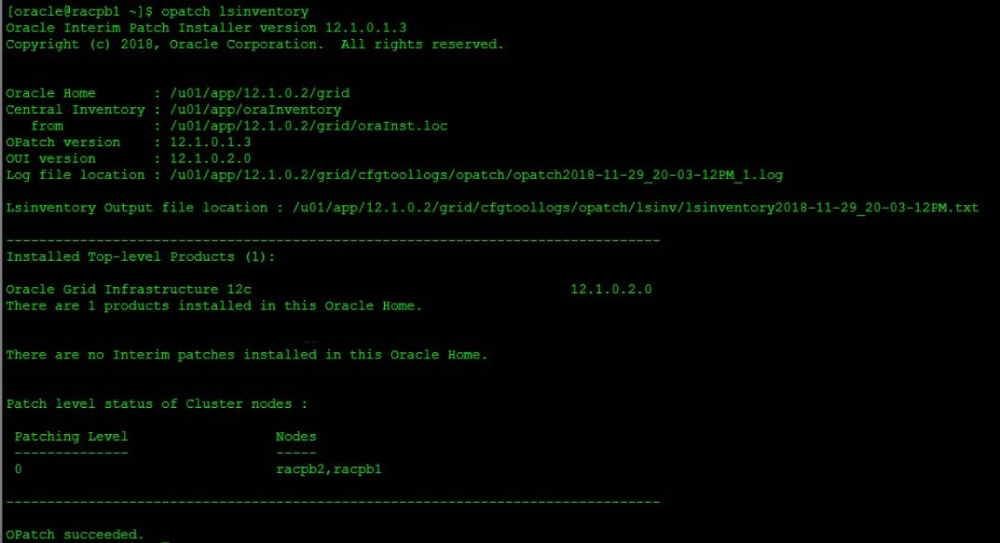 [oracle@racpb1 ~]$ opatch lsinventory
Oracle Interim Patch Installer version 12.1.0.1.3
Copyright (c) 2018, Oracle Corporation.  All rights reserved.
Oracle Home       : /u01/app/12.1.0.2/grid
Central Inventory : /u01/app/oraInventory
   from           : /u01/app/12.1.0.2/grid/oraInst.loc
OPatch version    : 12.1.0.1.3
OUI version       : 12.1.0.2.0
Log file location : /u01/app/12.1.0.2/grid/cfgtoollogs/opatch/opatch2018-11-29_20-03-12PM_1.log
Lsinventory Output file location : /u01/app/12.1.0.2/grid/cfgtoollogs/opatch/lsinv/lsinventory2018-11-29_20-03-12PM.txt
--------------------------------------------------------------------------------
Installed Top-level Products (1):
Oracle Grid Infrastructure 12c                                       12.1.0.2.0
There are 1 products installed in this Oracle Home.
There are no Interim patches installed in this Oracle Home.
Patch level status of Cluster nodes :
 Patching Level                  Nodes
 --------------                  -----
 0                               racpb2,racpb1
--------------------------------------------------------------------------------
OPatch succeeded.